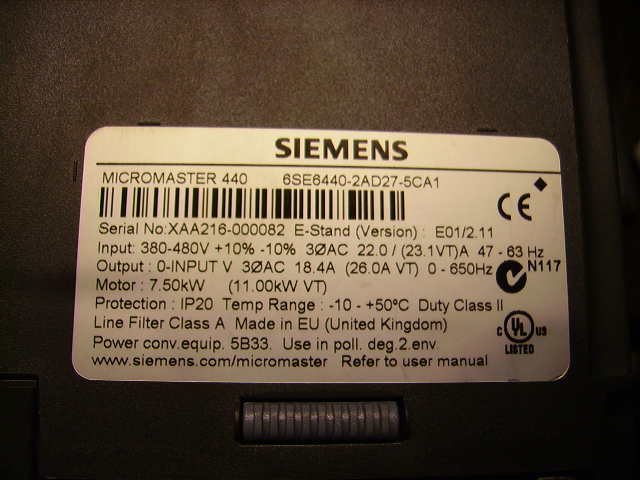 SIEMENS
MICROMASTER 440 6SE6440-2AD27-5CA1
CE
Serial No:XAA216-000082 E-Stand (Version) : E01/2.11
Input: 380-480V +10% -10% 3ØAC 22.0 / (23.1VT)A 47 - 63 Hz
Output : 0-INPUT V 3ØAC 18.4A (26.0A VT) 0 - 650Hz
N117
Motor : 7.50kW (11.00kW VT)
Protection : IP20 Temp Range : -10 - +50ºC Duty Class II
Line Filter Class A Made in EU (United Kingdom)
C UL US
LISTED
Power conv.equip. 5B33. Use in poll. deg.2.env.
www.siemens.com/micromaster Refer to user manual